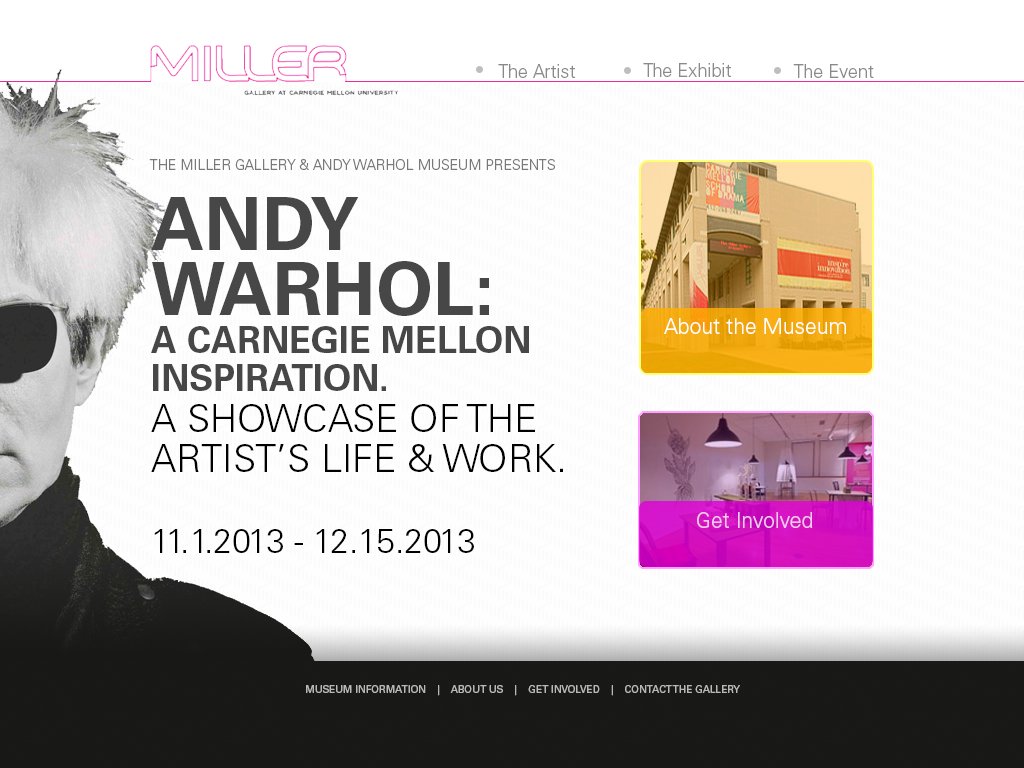 MILLER
GALLERY AT CARNEGIE MELLON UNIVERSITY
The Artist
The Exhibit
The Event
THE MILLER GALLERY & ANDY WARHOL MUSEUM PRESENTS
ANDY
WARHOL:
A CARNEGIE MELLON
INSPIRATION.
A SHOWCASE OF THE
ARTIST'S LIFE & WORK.
11.1.2013 - 12.15.2013
CARNEGIE
MELLON
SCHOOL
OF DRAMA
inspire
innovation
About the Museum
Get Involved
MUSEUM INFORMATION | ABOUT US | GET INVOLVED | CONTACT THE GALLERY